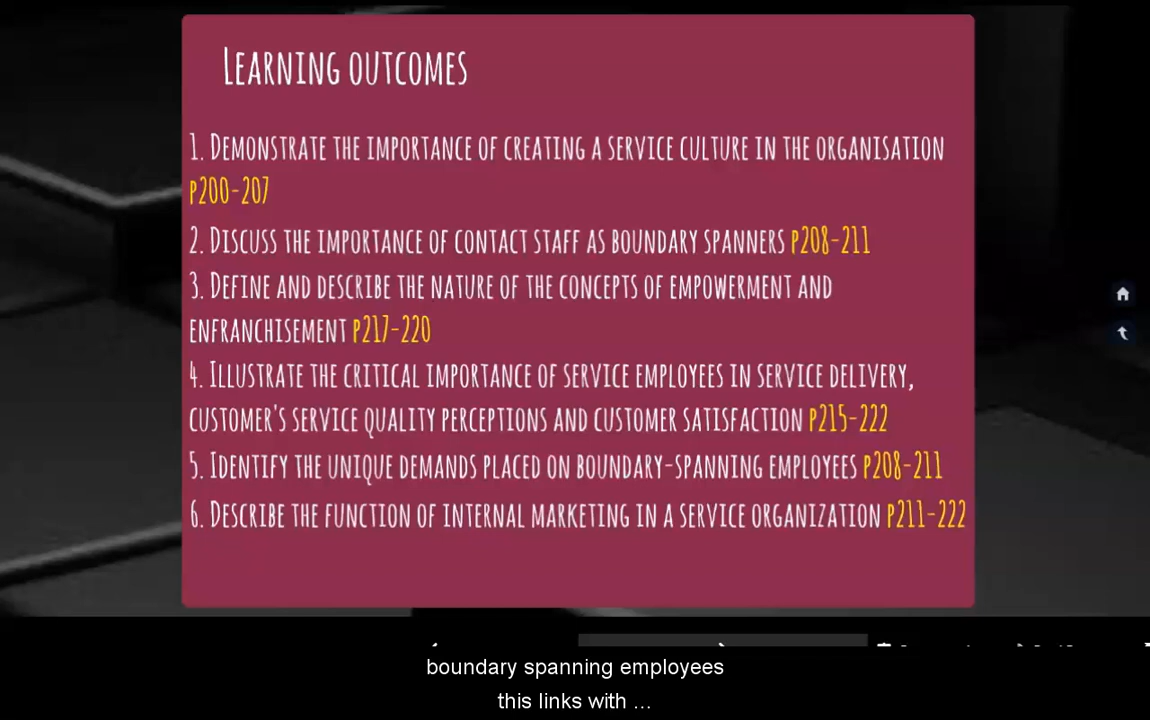 LEARNING OUTCOMES
1. DEMONSTRATE THE IMPORTANCE OF CREATING A SERVICE CULTURE IN THE ORGANISATION
P200-207
2. DISCUSS THE IMPORTANCE OF CONTACT STAFF AS BOUNDARY SPANNERS P208-211
3. DEFINE AND DESCRIBE THE NATURE OF THE CONCEPTS OF EMPOWERMENT AND
ENFRANCHISEMENT P217-220
4. ILLUSTRATE THE CRITICAL IMPORTANCE OF SERVICE EMPLOYEES IN SERVICE DELIVERY,
CUSTOMER'S SERVICE QUALITY PERCEPTIONS AND CUSTOMER SATISFACTION P215-222
5. IDENTIFY THE UNIQUE DEMANDS PLACED ON BOUNDARY-SPANNING EMPLOYEES P208-211
6. DESCRIBE THE FUNCTION OF INTERNAL MARKETING IN A SERVICE ORGANIZATION P211-222
boundary spanning employees
this links with ...